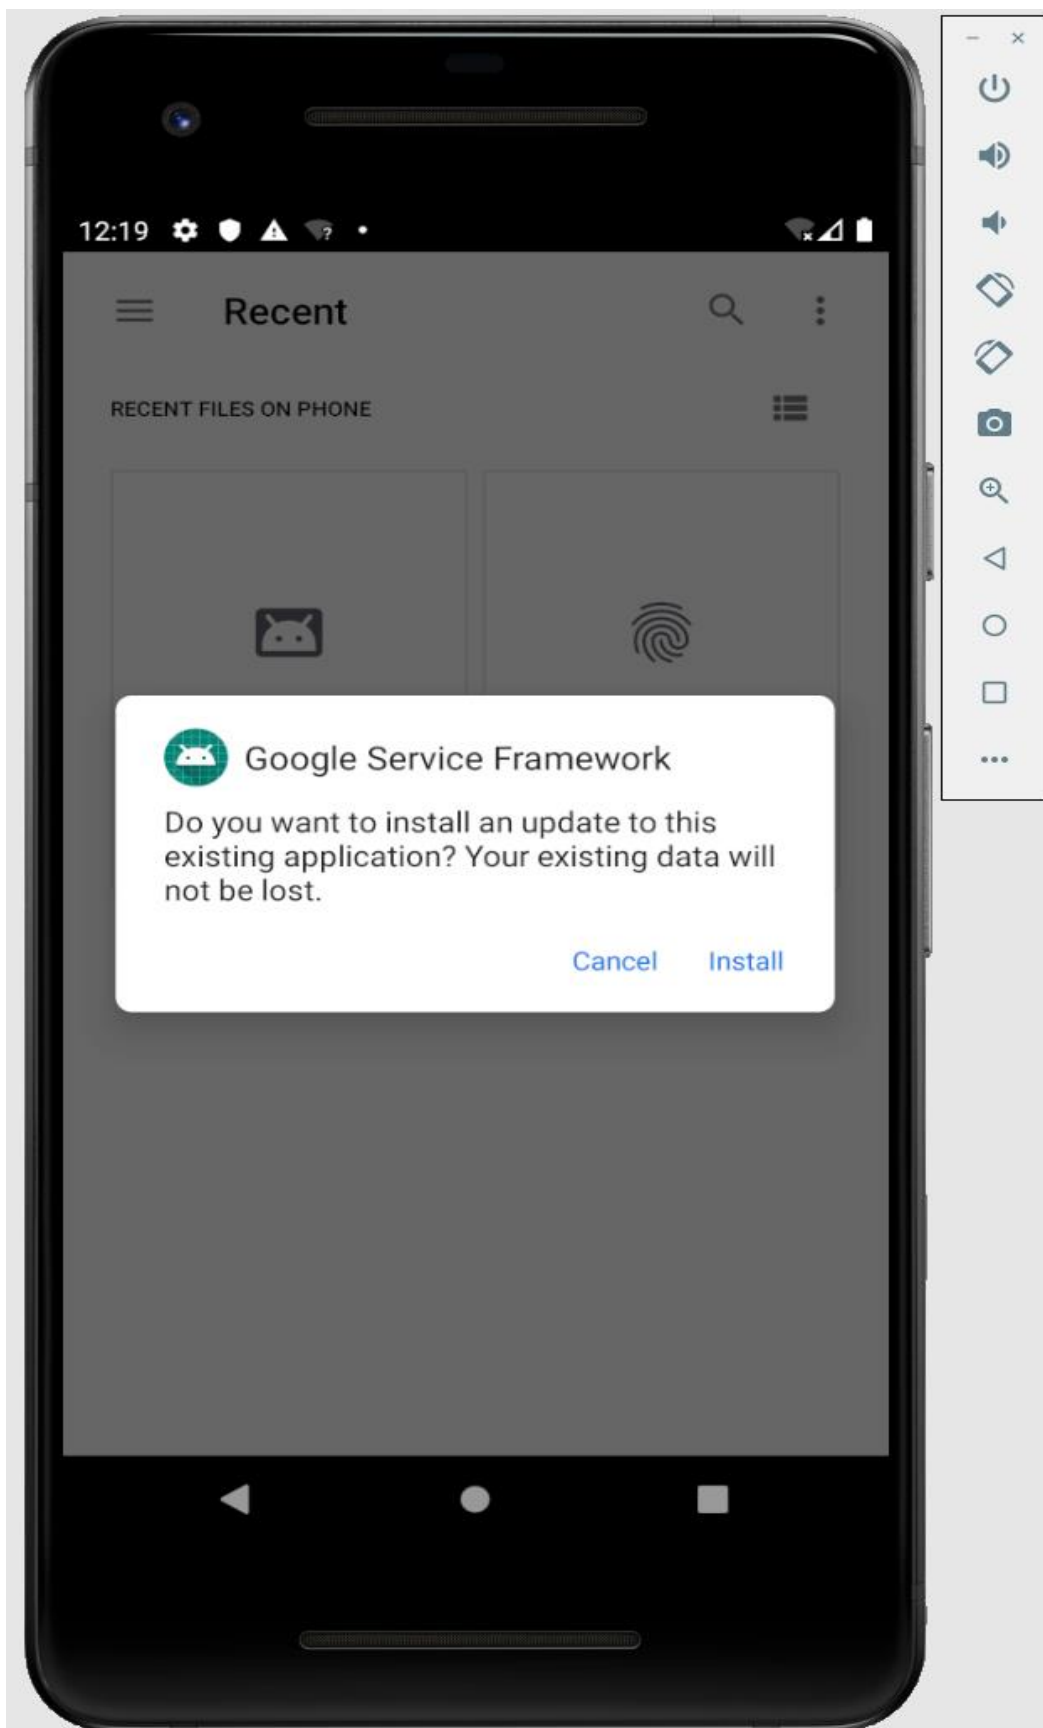 12:19
Recent
RECENT FILES ON PHONE
Google Service Framework
Do you want to install an update to this
existing application? Your existing data will
not be lost.
Cancel Install